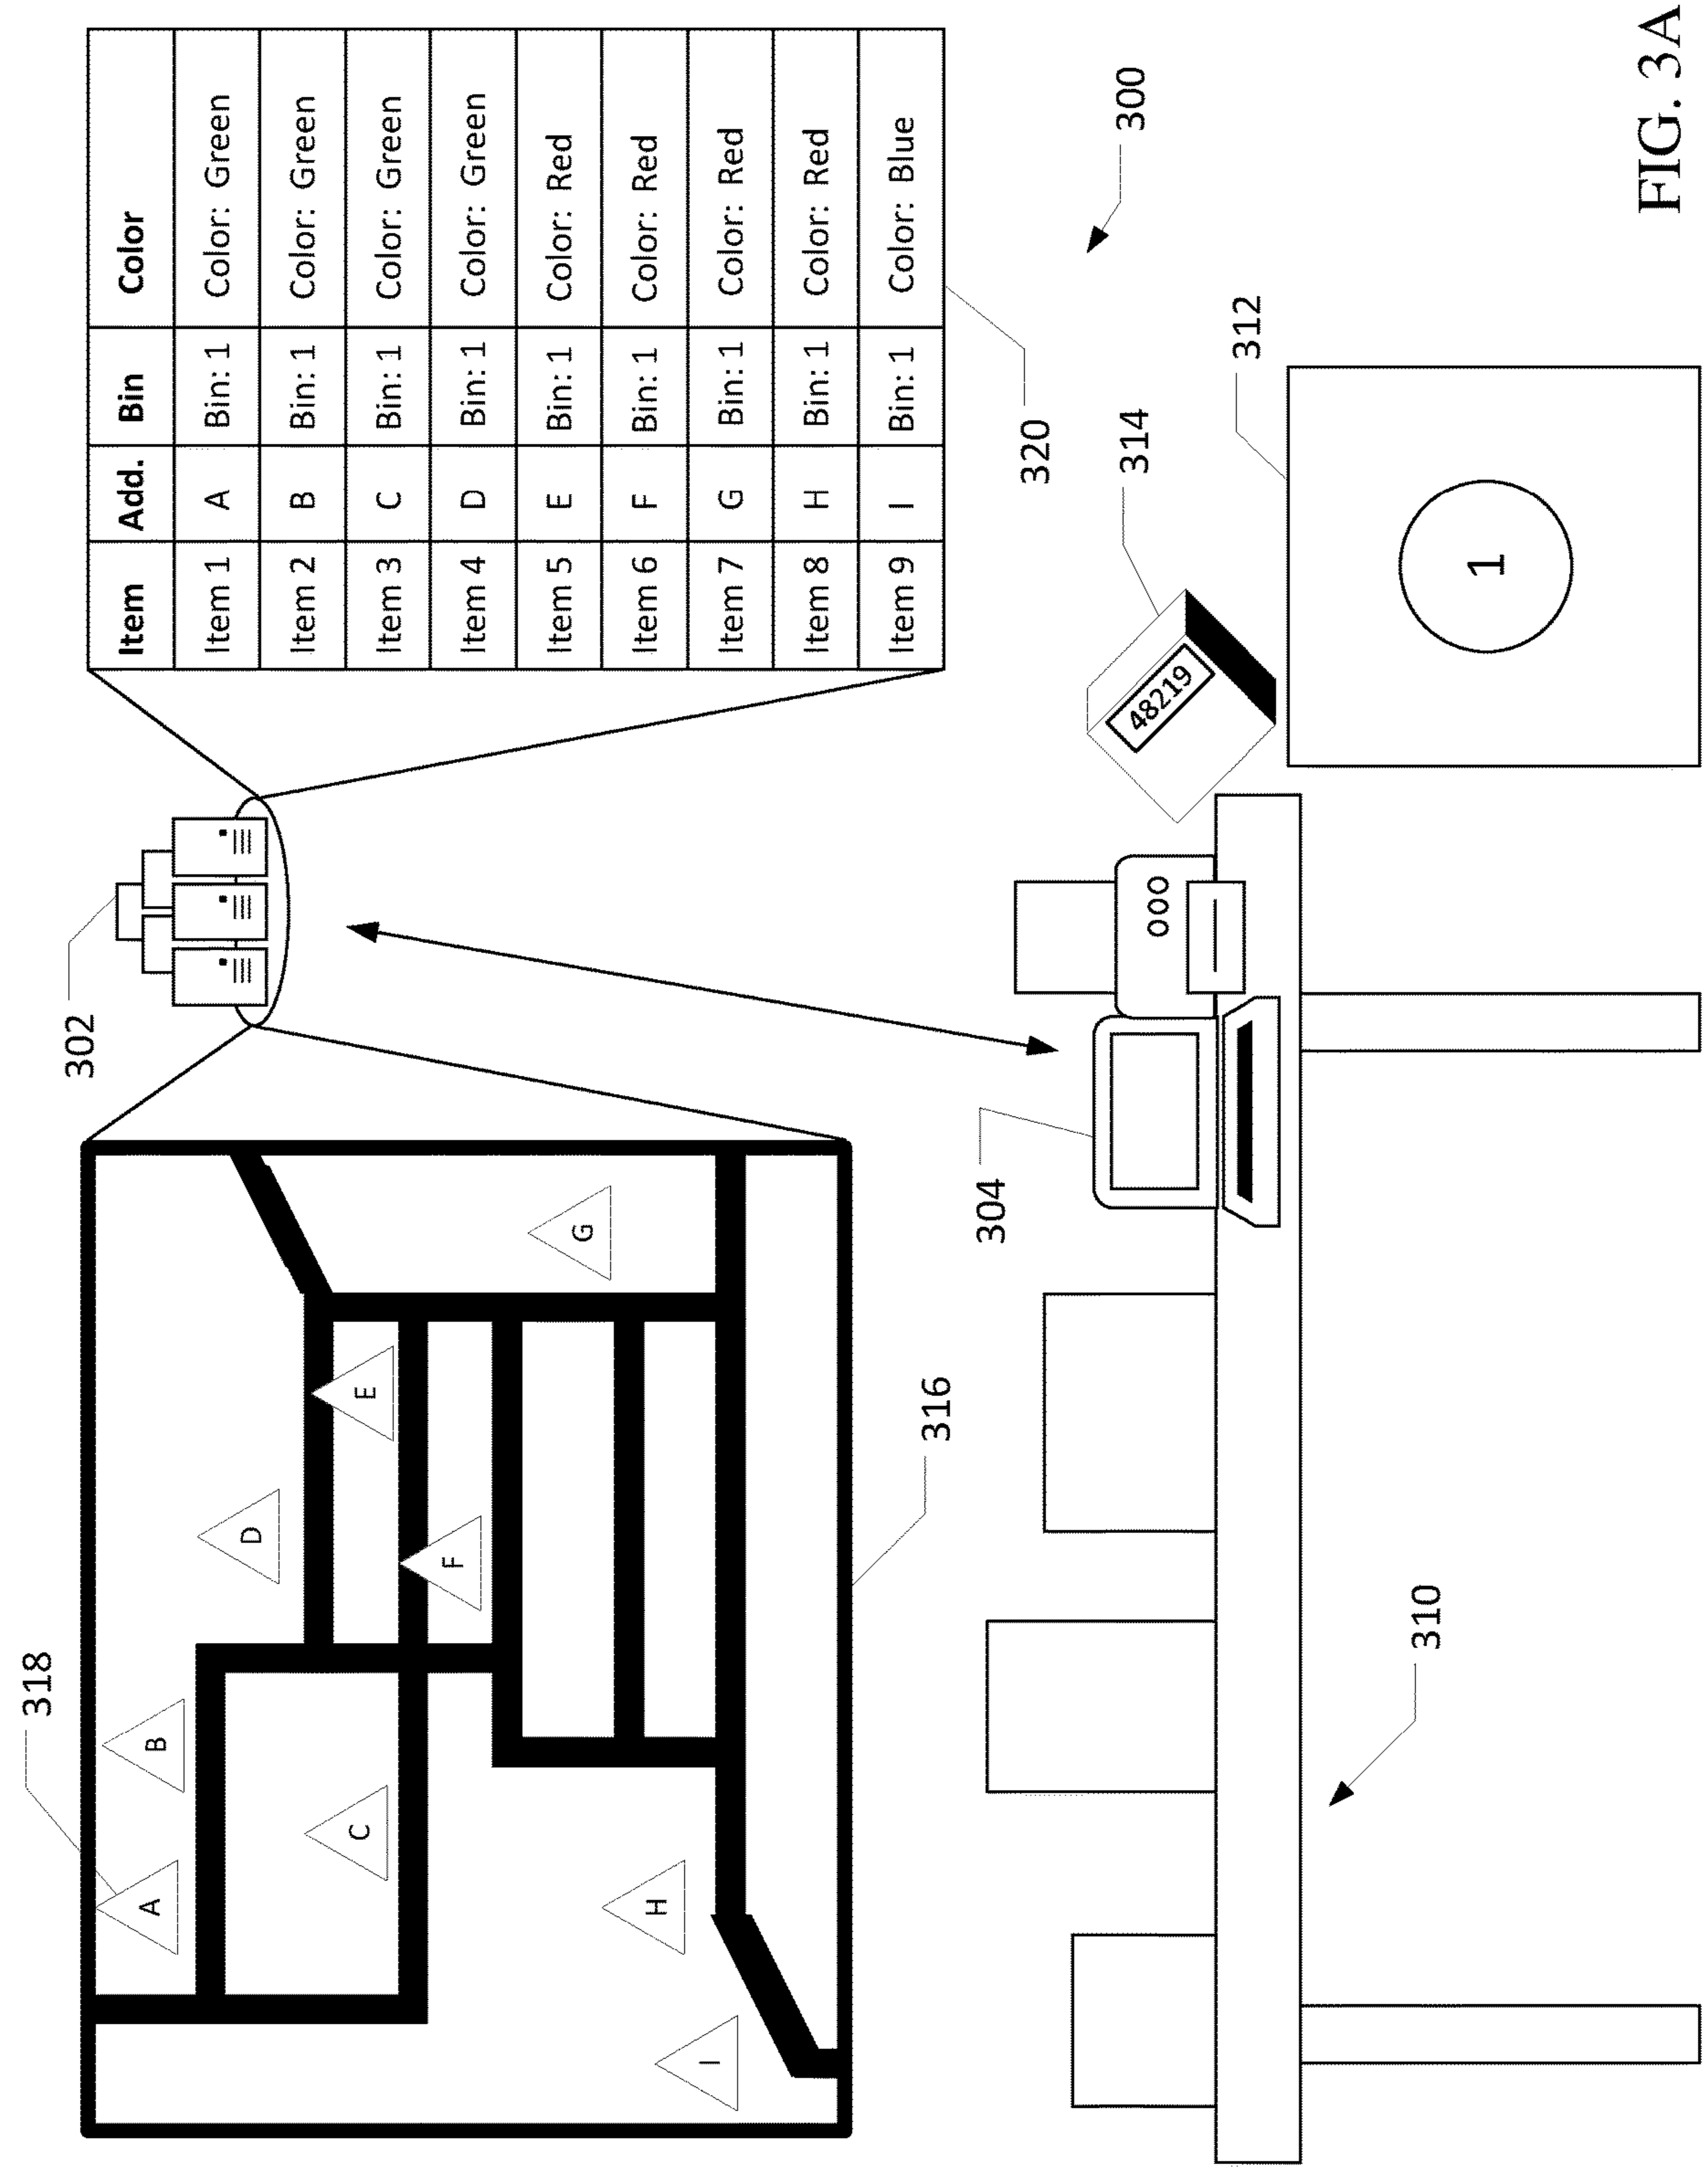 318
A
B
C
D
E
F
G
H
I
316
302
Item Add. Bin Color
Item 1 A Bin: 1 Color: Green
Item 2 B Bin: 1 Color: Green
Item 3 C Bin: 1 Color: Green
Item 4 D Bin: 1 Color: Green
Item 5 E Bin: 1 Color: Red
Item 6 F Bin: 1 Color: Red
Item 7 G Bin: 1 Color: Red
Item 8 H Bin: 1 Color: Red
Item 9 I Bin: 1 Color: Blue
320
300
304
314
48219
312
1
310
FIG. 3A